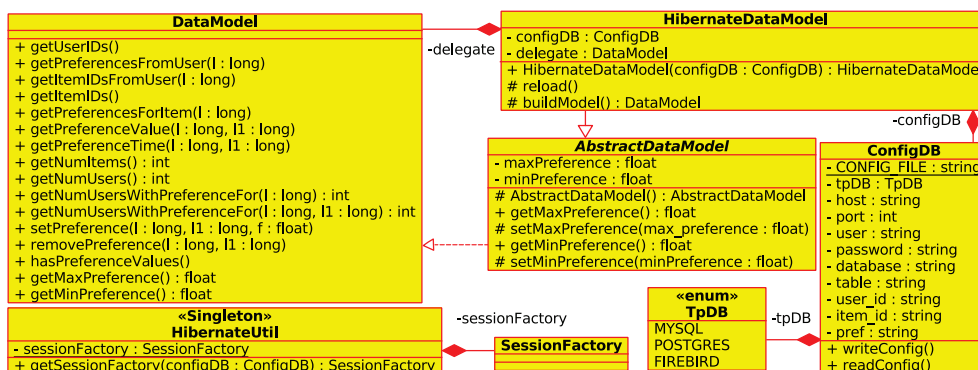 DataModel
+ getUserIDs()
+ getPreferencesFromUser(l : long)
+ getItemIDsFromUser(l : long)
+ getItemIDs()
+ getPreferencesForItem(l : long)
+ getPreferenceValue(l : long, l1 : long)
+ getPreferenceTime(l : long, l1 : long)
+ getNumItems() : int
+ getNumUsers() : int
+ getNumUsersWithPreferenceFor(l : long) : int
+ getNumUsersWithPreferenceFor(l : long, l1 : long) : int
+ setPreference(l : long, l1 : long, f : float)
+ removePreference(l : long, l1 : long)
+ hasPreferenceValues()
+ getMaxPreference() : float
+ getMinPreference() : float
-delegate
HibernateDataModel
- configDB : ConfigDB
- delegate : DataModel
+ HibernateDataModel(configDB : ConfigDB) : HibernateDataModel
# reload()
# buildModel() : DataModel
-configDB
AbstractDataModel
- maxPreference : float
- minPreference : float
# AbstractDataModel() : AbstractDataModel
+ getMaxPreference() : float
# setMaxPreference(max_preference : float)
+ getMinPreference() : float
# setMinPreference(minPreference : float)
ConfigDB
- CONFIG_FILE : string
- tpDB : TpDB
- host : string
- port : int
- user : string
- password : string
- database : string
- table : string
- user_id : string
- item_id : string
- pref : string
+ writeConfig()
+ readConfig()
«Singleton»
HibernateUtil
- sessionFactory : SessionFactory
+ getSessionFactory(configDB : ConfigDB) : SessionFactory
-sessionFactory
SessionFactory
«enum»
TpDB
MYSQL
POSTGRES
FIREBIRD
-tpDB